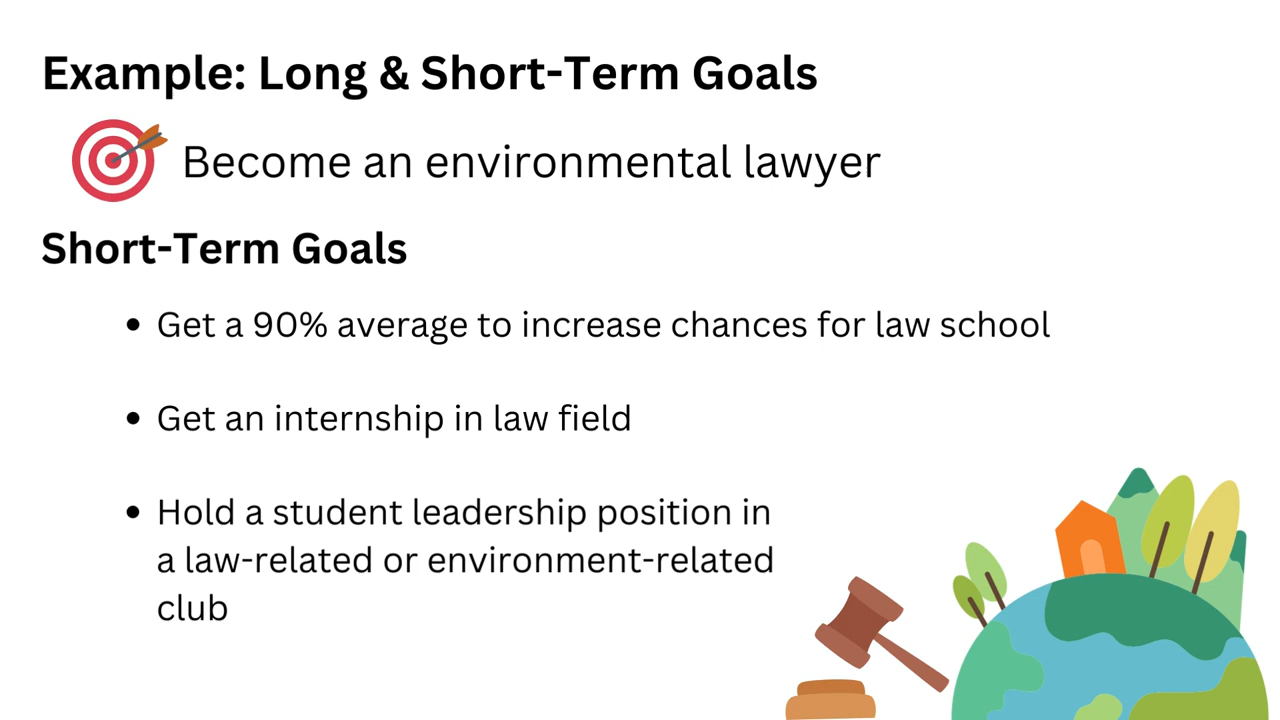 Example: Long & Short-Term Goals
Become an environmental lawyer
Short-Term Goals
• Get a 90% average to increase chances for law school
• Get an internship in law field
• Hold a student leadership position in
a law-related or environment-related
club